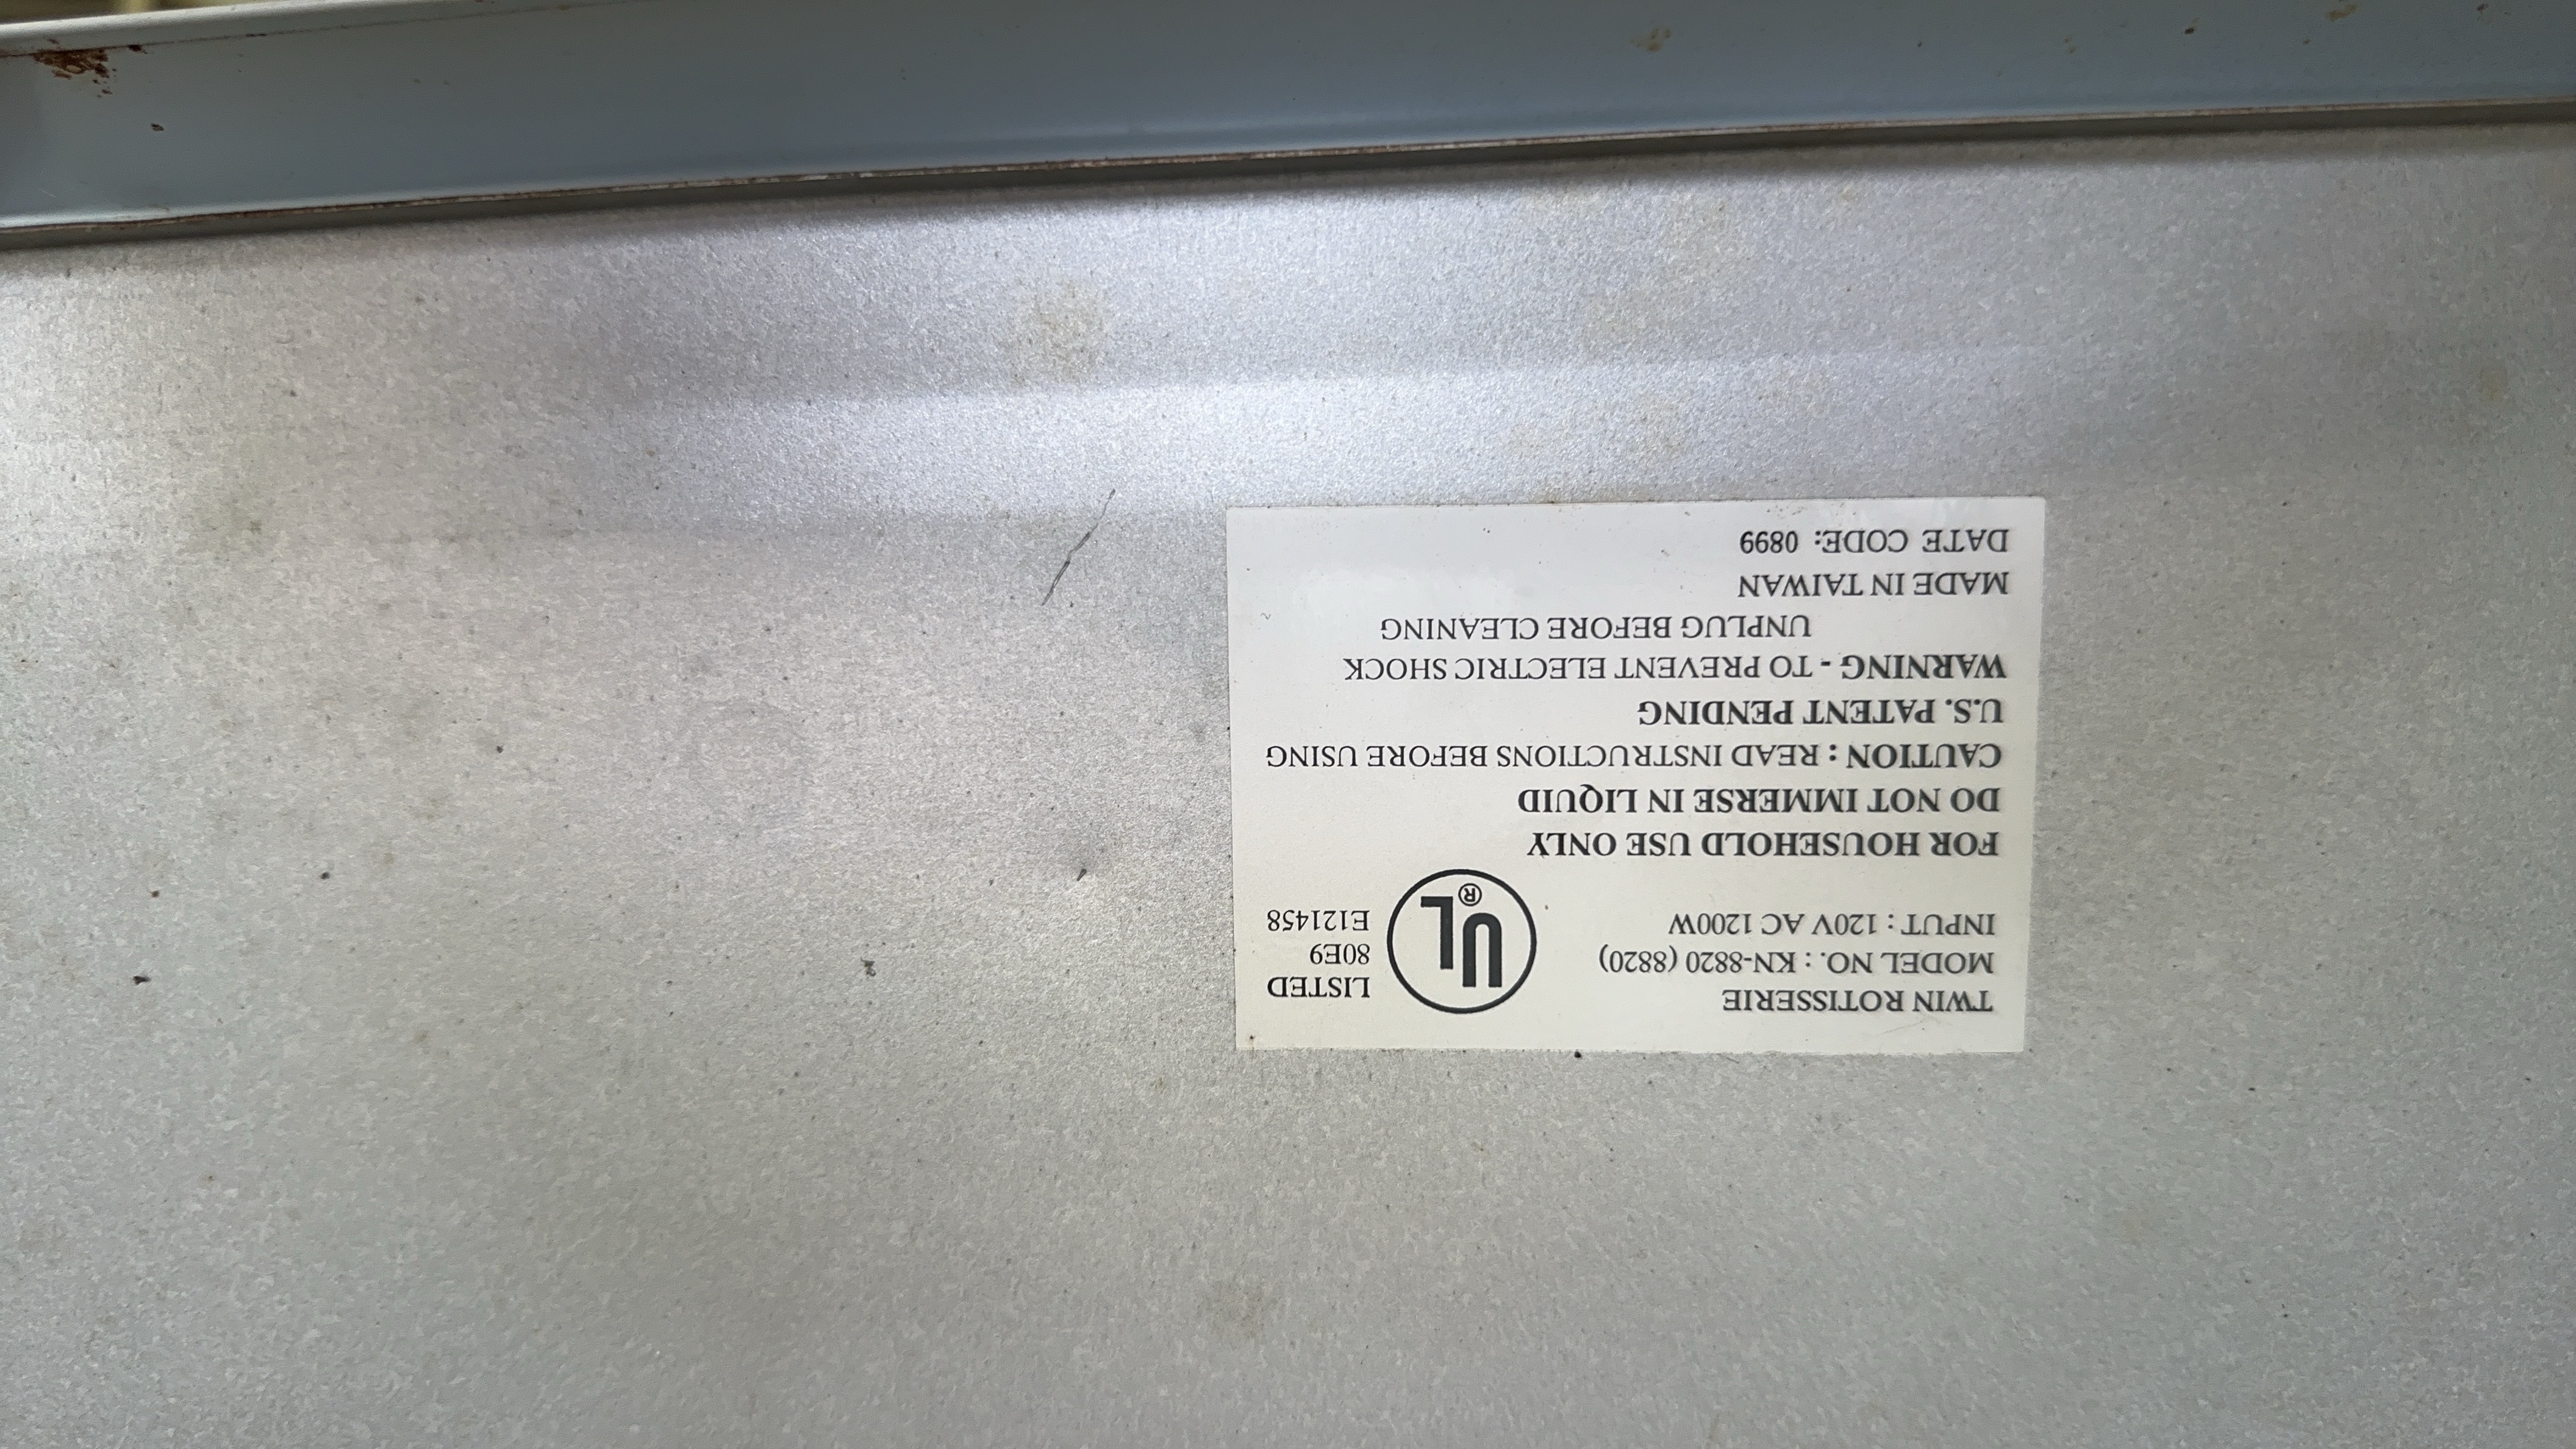 TWIN ROTISSERIE
MODEL NO. : KN-8820 (8820)
INPUT : 120V AC 1200W
UL®
LISTED
80E9
E121458
FOR HOUSEHOLD USE ONLY
DO NOT IMMERSE IN LIQUID
CAUTION : READ INSTRUCTIONS BEFORE USING
U.S. PATENT PENDING
WARNING - TO PREVENT ELECTRIC SHOCK
UNPLUG BEFORE CLEANING
MADE IN TAIWAN
DATE CODE: 0899